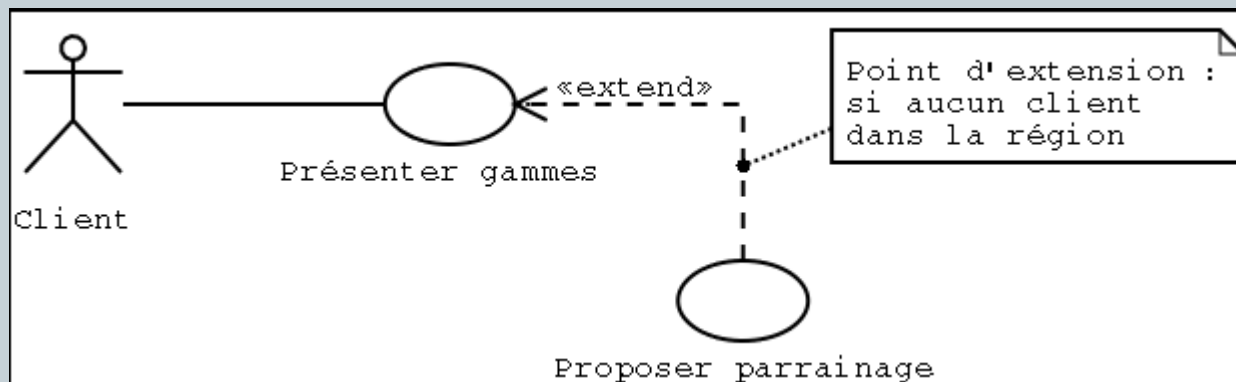 «extend»
Point d'extension :
si aucun client
dans la région
Présenter gammes
Client
Proposer parrainage